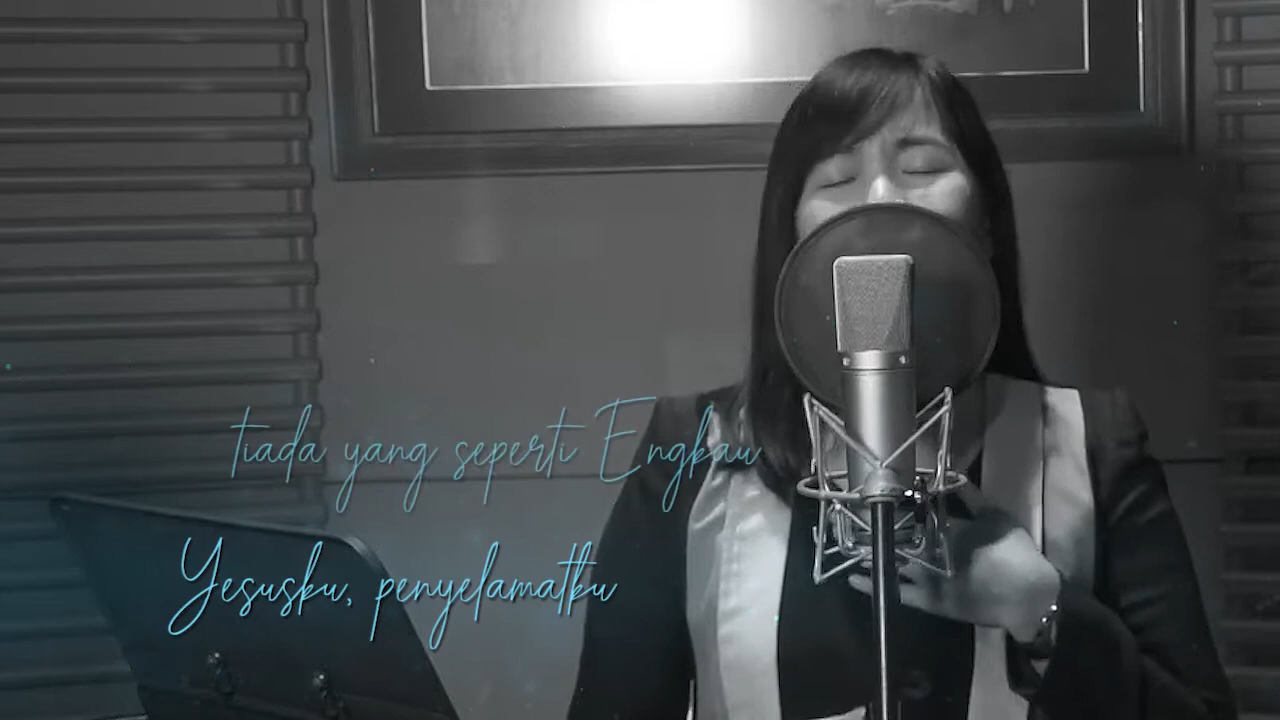 tiada yang seperti Engkau
Yesusku, penyelamatku